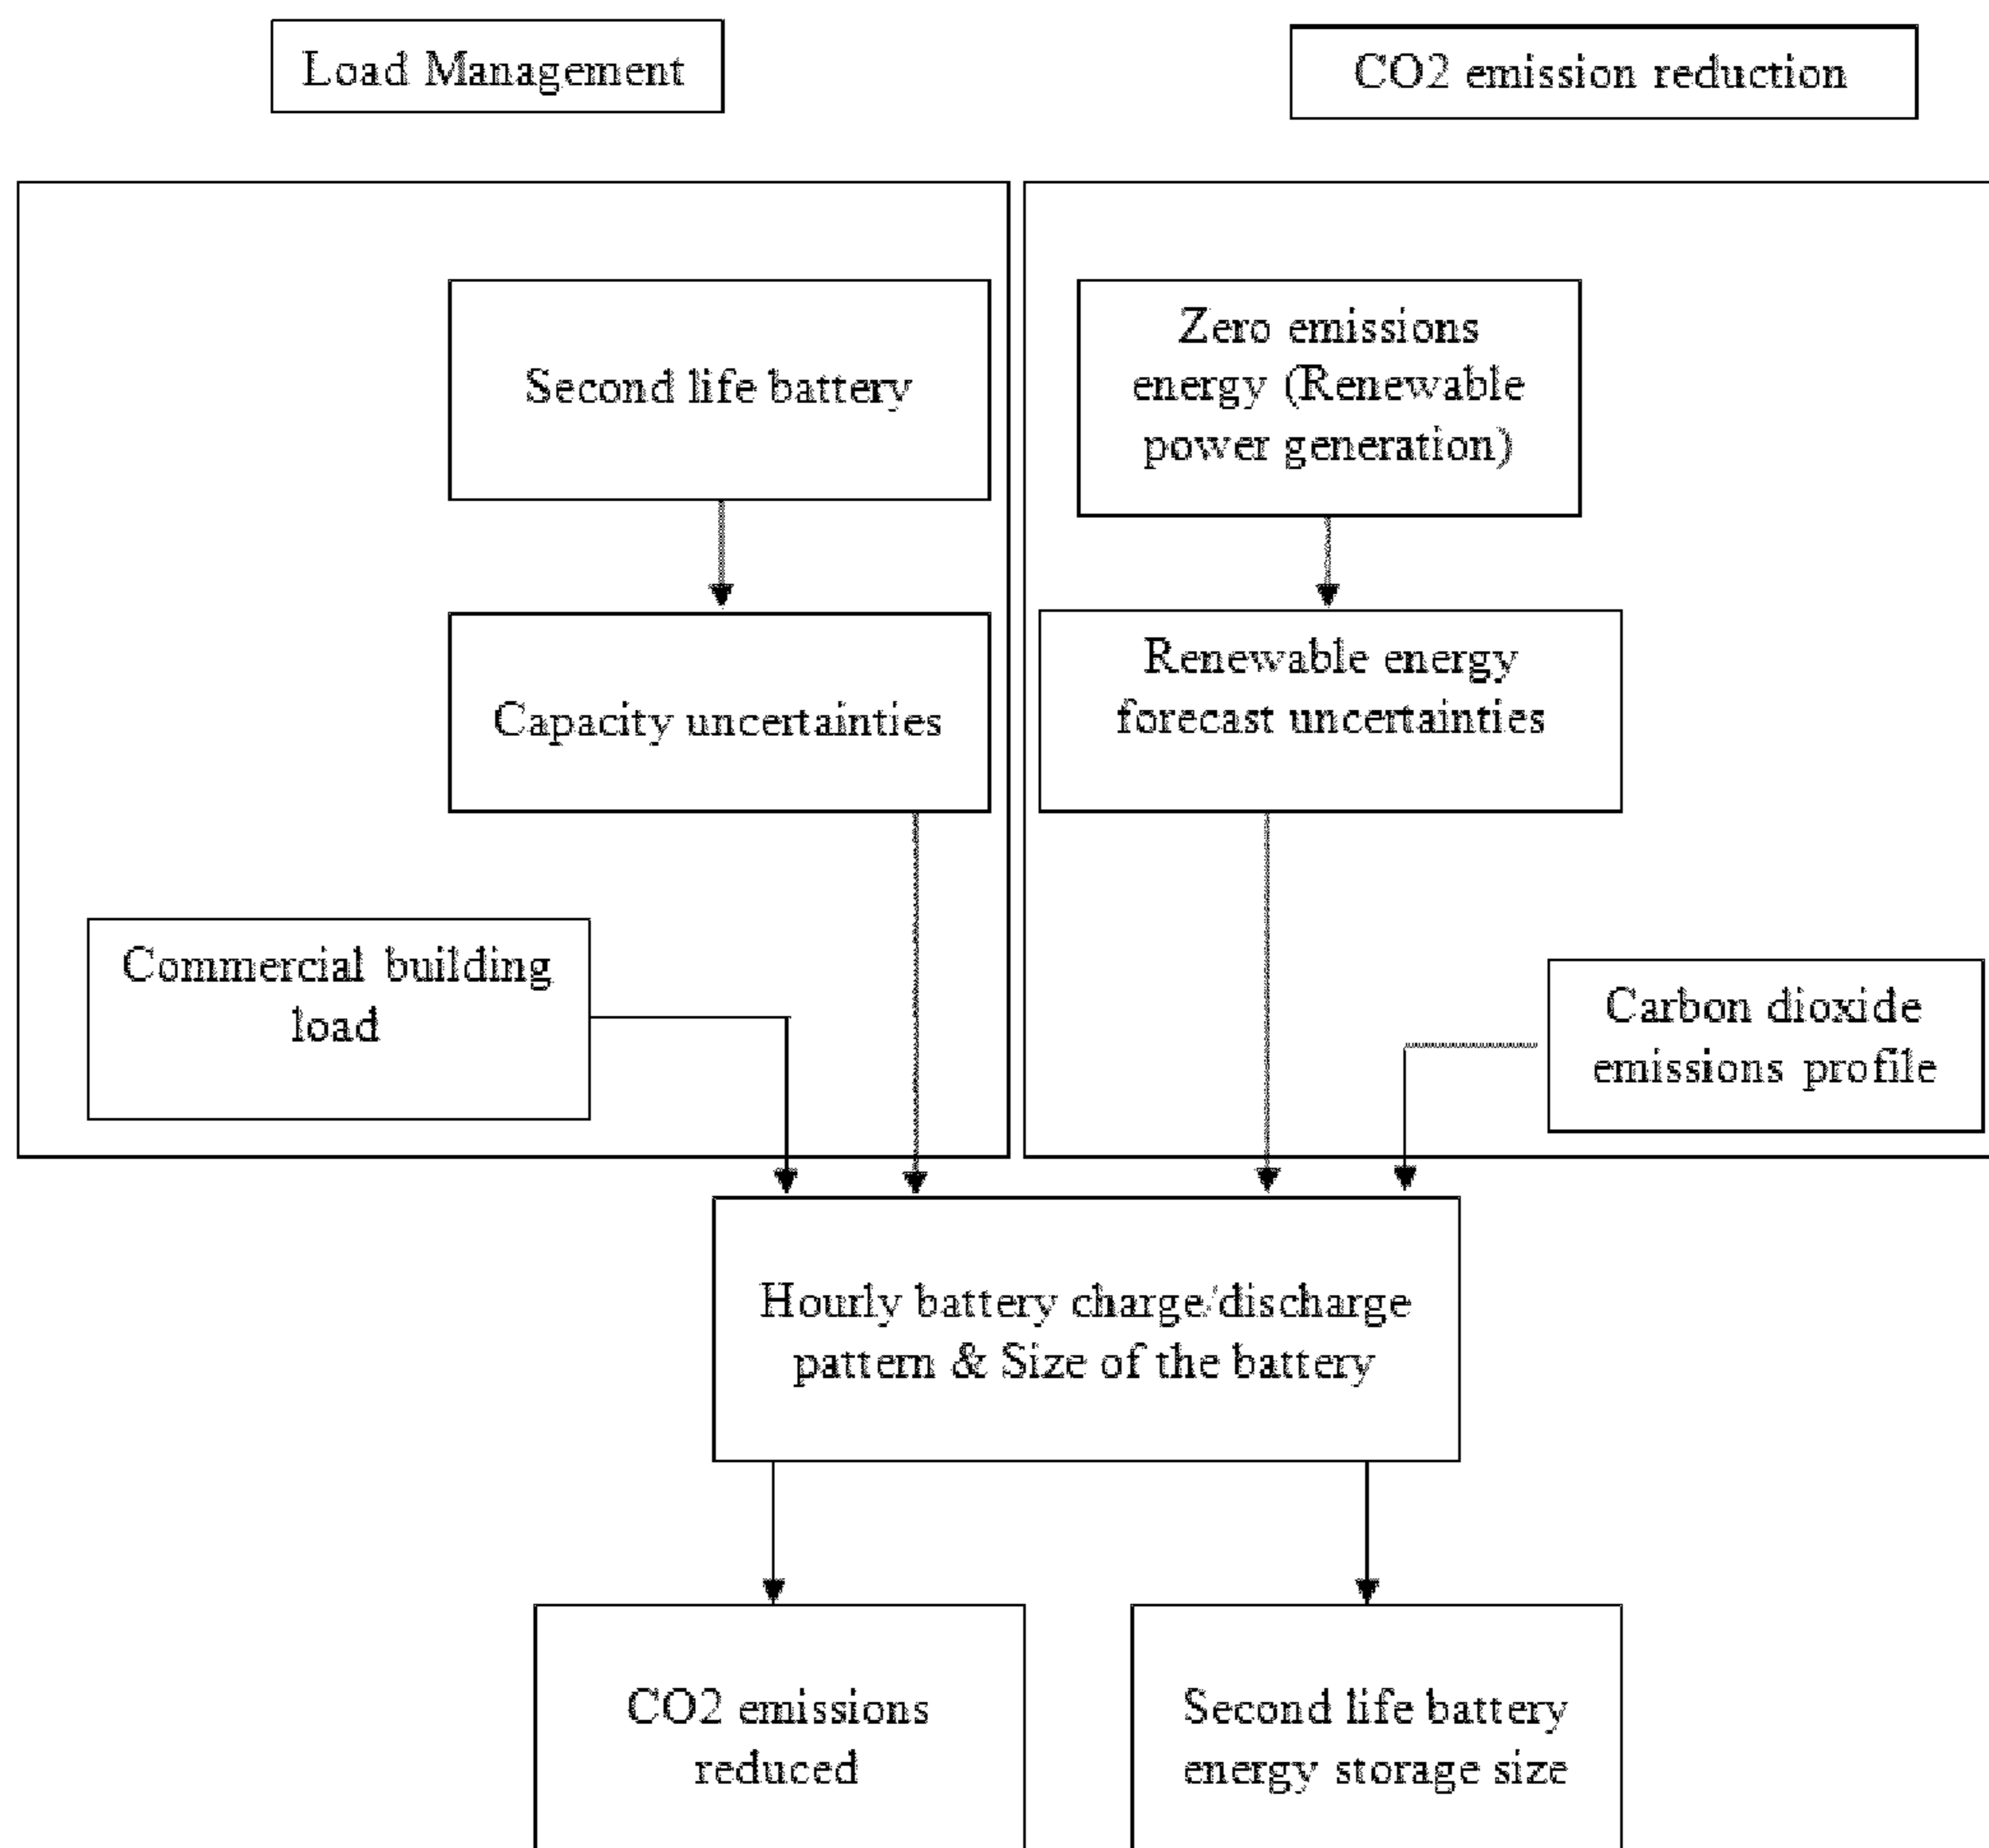 Load Management
CO2 emission reduction
Second life battery
Zero emissions
energy (Renewable
power generation)
Capacity uncertainties
Renewable energy
forecast uncertainties
Commercial building
load
Carbon dioxide
emissions profile
Hourly battery charge/discharge
pattern & Size of the battery
CO2 emissions
reduced
Second life battery
energy storage size